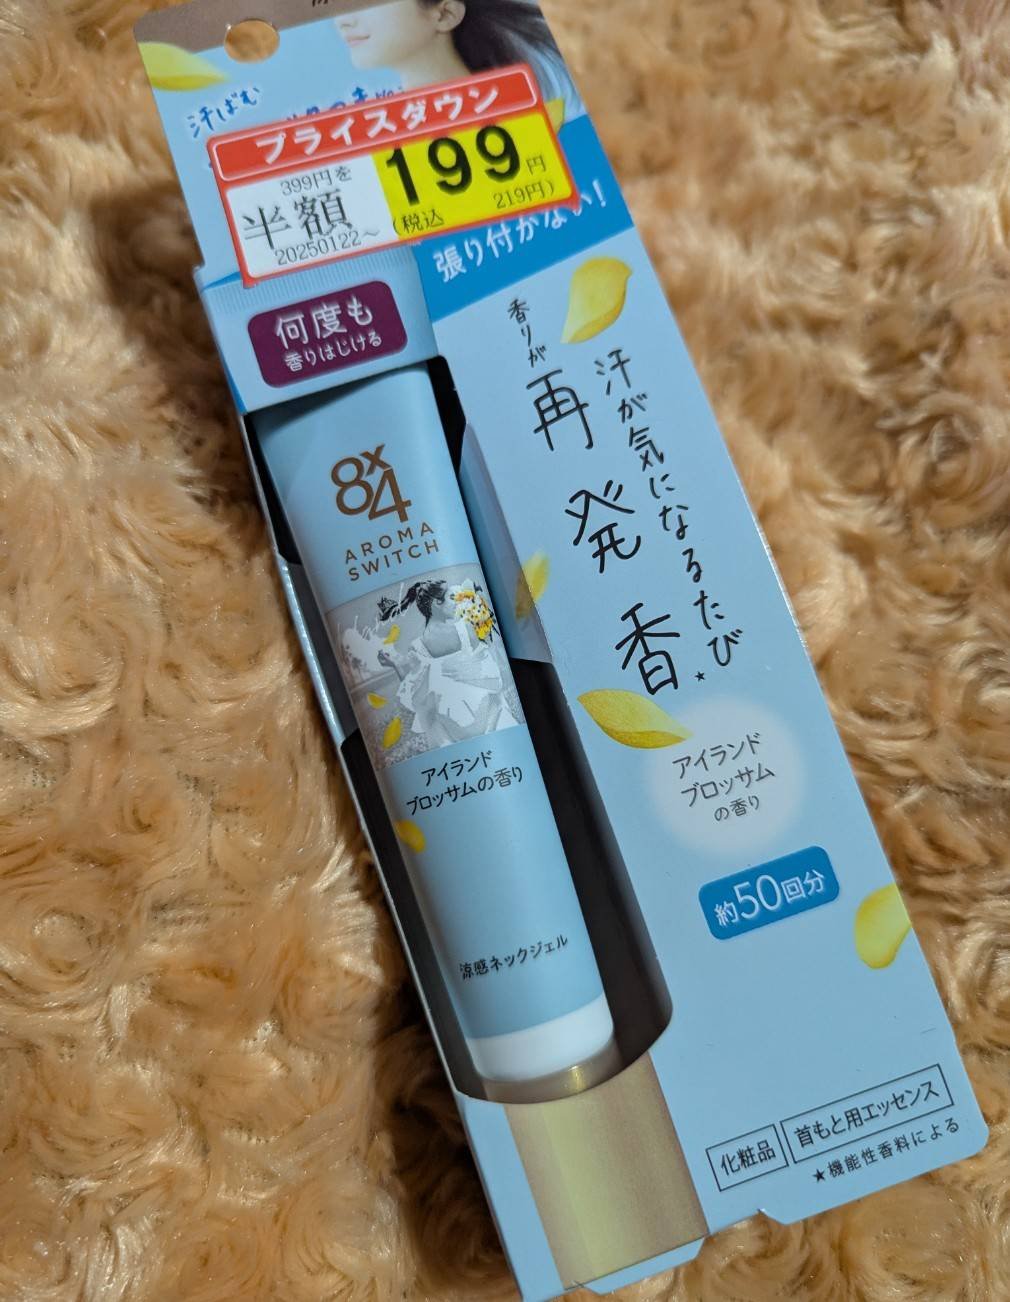 汗ばむ
プライスダウン
399円を
半額
20250122~
199円
(税込 219円)
張り付かない!
何度も
香りはじける
8x4
AROMA
SWITCH
アイランド
ブロッサムの香り
涼感ネックジェル
汗が気になるたび
香りが
再発香★
アイランド
ブロッサム
の香り
約50回分
化粧品
首もと用エッセンス
★機能性香料による